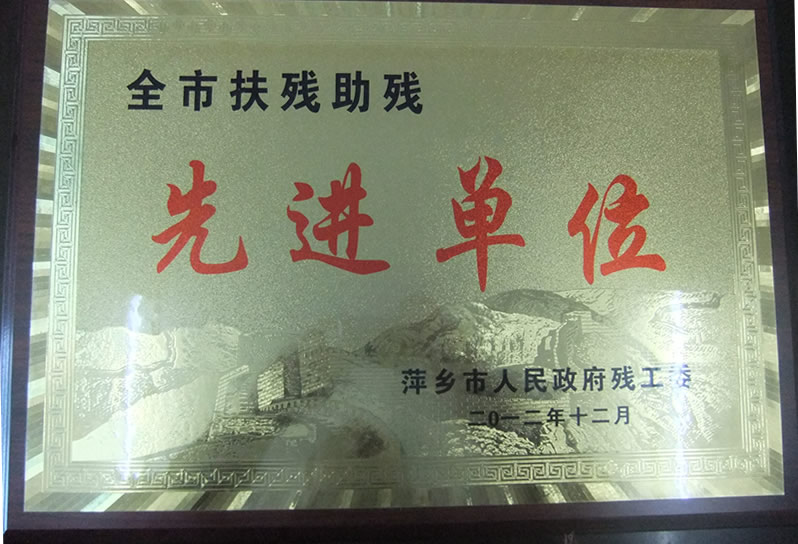 全市扶残助残
先进单位
萍乡市人民政府残工委
二0一二年十二月